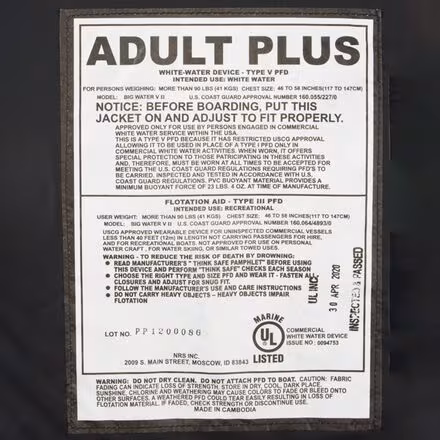 ADULT PLUS
WHITE-WATER DEVICE - TYPE V PFD
INTENDED USE: WHITE WATER
FOR PERSONS WEIGHING: MORE THAN 90 LBS (41 KGS) CHEST SIZE: 46 TO 58 INCHES(117 TO 147CM)
MODEL: BIG WATER V II U.S. COAST GUARD APPROVAL NUMBER 160.055/227/0
NOTICE: BEFORE BOARDING, PUT THIS
JACKET ON AND ADJUST TO FIT PROPERLY.
APPROVED ONLY FOR USE BY PERSONS ENGAGED IN COMMERCIAL
WHITE WATER SERVICE WITHIN THE USA.
THIS IS A TYPE V PFD BECAUSE IT IS RESTRICTED USCG APPROVAL
ALLOWING IT TO BE USED IN PLACE OF A TYPE I PFD ONLY IN
COMMERCIAL WHITE WATER ACTIVITIES. WHEN WORN, IT OFFERS
SPECIAL PROTECTION TO THOSE PARTICIPATING IN THESE ACTIVITIES
AND, THEREFORE, MUST BE WORN AT ALL TIMES TO BE ACCEPTED FOR
MEETING THE U.S. COAST GUARD REGULATIONS REQUIRING PFD'S TO
BE CARRIED. INSPECTED AND TESTED IN ACCORDANCE WITH U.S.
COAST GUARD REGULATIONS. PVC BUOYANT MATERIAL PROVIDES A
MINIMUM BUOYANT FORCE OF 23 LBS. 4 OZ. AT TIME OF MANUFACTURE.
FLOTATION AID - TYPE III PFD
INTENDED USE: RECREATIONAL
USER WEIGHT: MORE THAN 90 LBS (41 KGS) CHEST SIZE: 46 TO 58 INCHES(117 TO 147CM)
MODEL: BIG WATER V II U.S. COAST GUARD APPROVAL NUMBER 160.064/4893/0
USCG APPROVED WEARABLE DEVICE FOR UNINSPECTED COMMERCIAL VESSELS
LESS THAN 40 FEET (12m) IN LENGTH NOT CARRYING PASSENGERS FOR HIRE,
AND FOR RECREATIONAL BOATS. NOT APPROVED FOR USE ON PERSONAL
WATER CRAFT, FOR WATER SKIING, OR SIMILAR TOWED USES.
WARNING - TO REDUCE THE RISK OF DEATH BY DROWNING:
• READ MANUFACTURER'S "THINK SAFE PAMPHLET" BEFORE USING
THIS DEVICE AND PERFORM "THINK SAFE" CHECKS EACH SEASON
• CHOOSE THE RIGHT TYPE AND SIZE PFD AND WEAR IT - FASTEN ALL
CLOSURES AND ADJUST FOR SNUG FIT.
• FOLLOW THE MANUFACTURER'S USE AND CARE INSTRUCTIONS
• DO NOT CARRY HEAVY OBJECTS - HEAVY OBJECTS IMPAIR
FLOTATION
UL MCF
30 APR 2020
INSPECTED & PASSED
LOT NO. PP1200086
MARINE
UL
LISTED
COMMERCIAL
WHITE WATER DEVICE
ISSUE NO : 0094753
NRS INC.
2009 S. MAIN STREET, MOSCOW, ID 83843
WARNING: DO NOT DRY CLEAN. DO NOT ATTACH PFD TO BOAT. CAUTION: FABRIC
FADING CAN INDICATE LOSS OF STRENGTH. STORE IN DRY, COOL, DARK PLACE.
SUNSHINE, CHLORINE AND WEATHERING MAY CAUSE COLORS TO FADE OR BLEED ONTO
OTHER SURFACES. A WEATHERED PFD COULD TEAR EASILY RESULTING IN LOSS
OF FLOTATION MATERIAL. IF FADED, CHECK STRENGTH OR DISCONTINUE USE.
MADE IN CAMBODIA